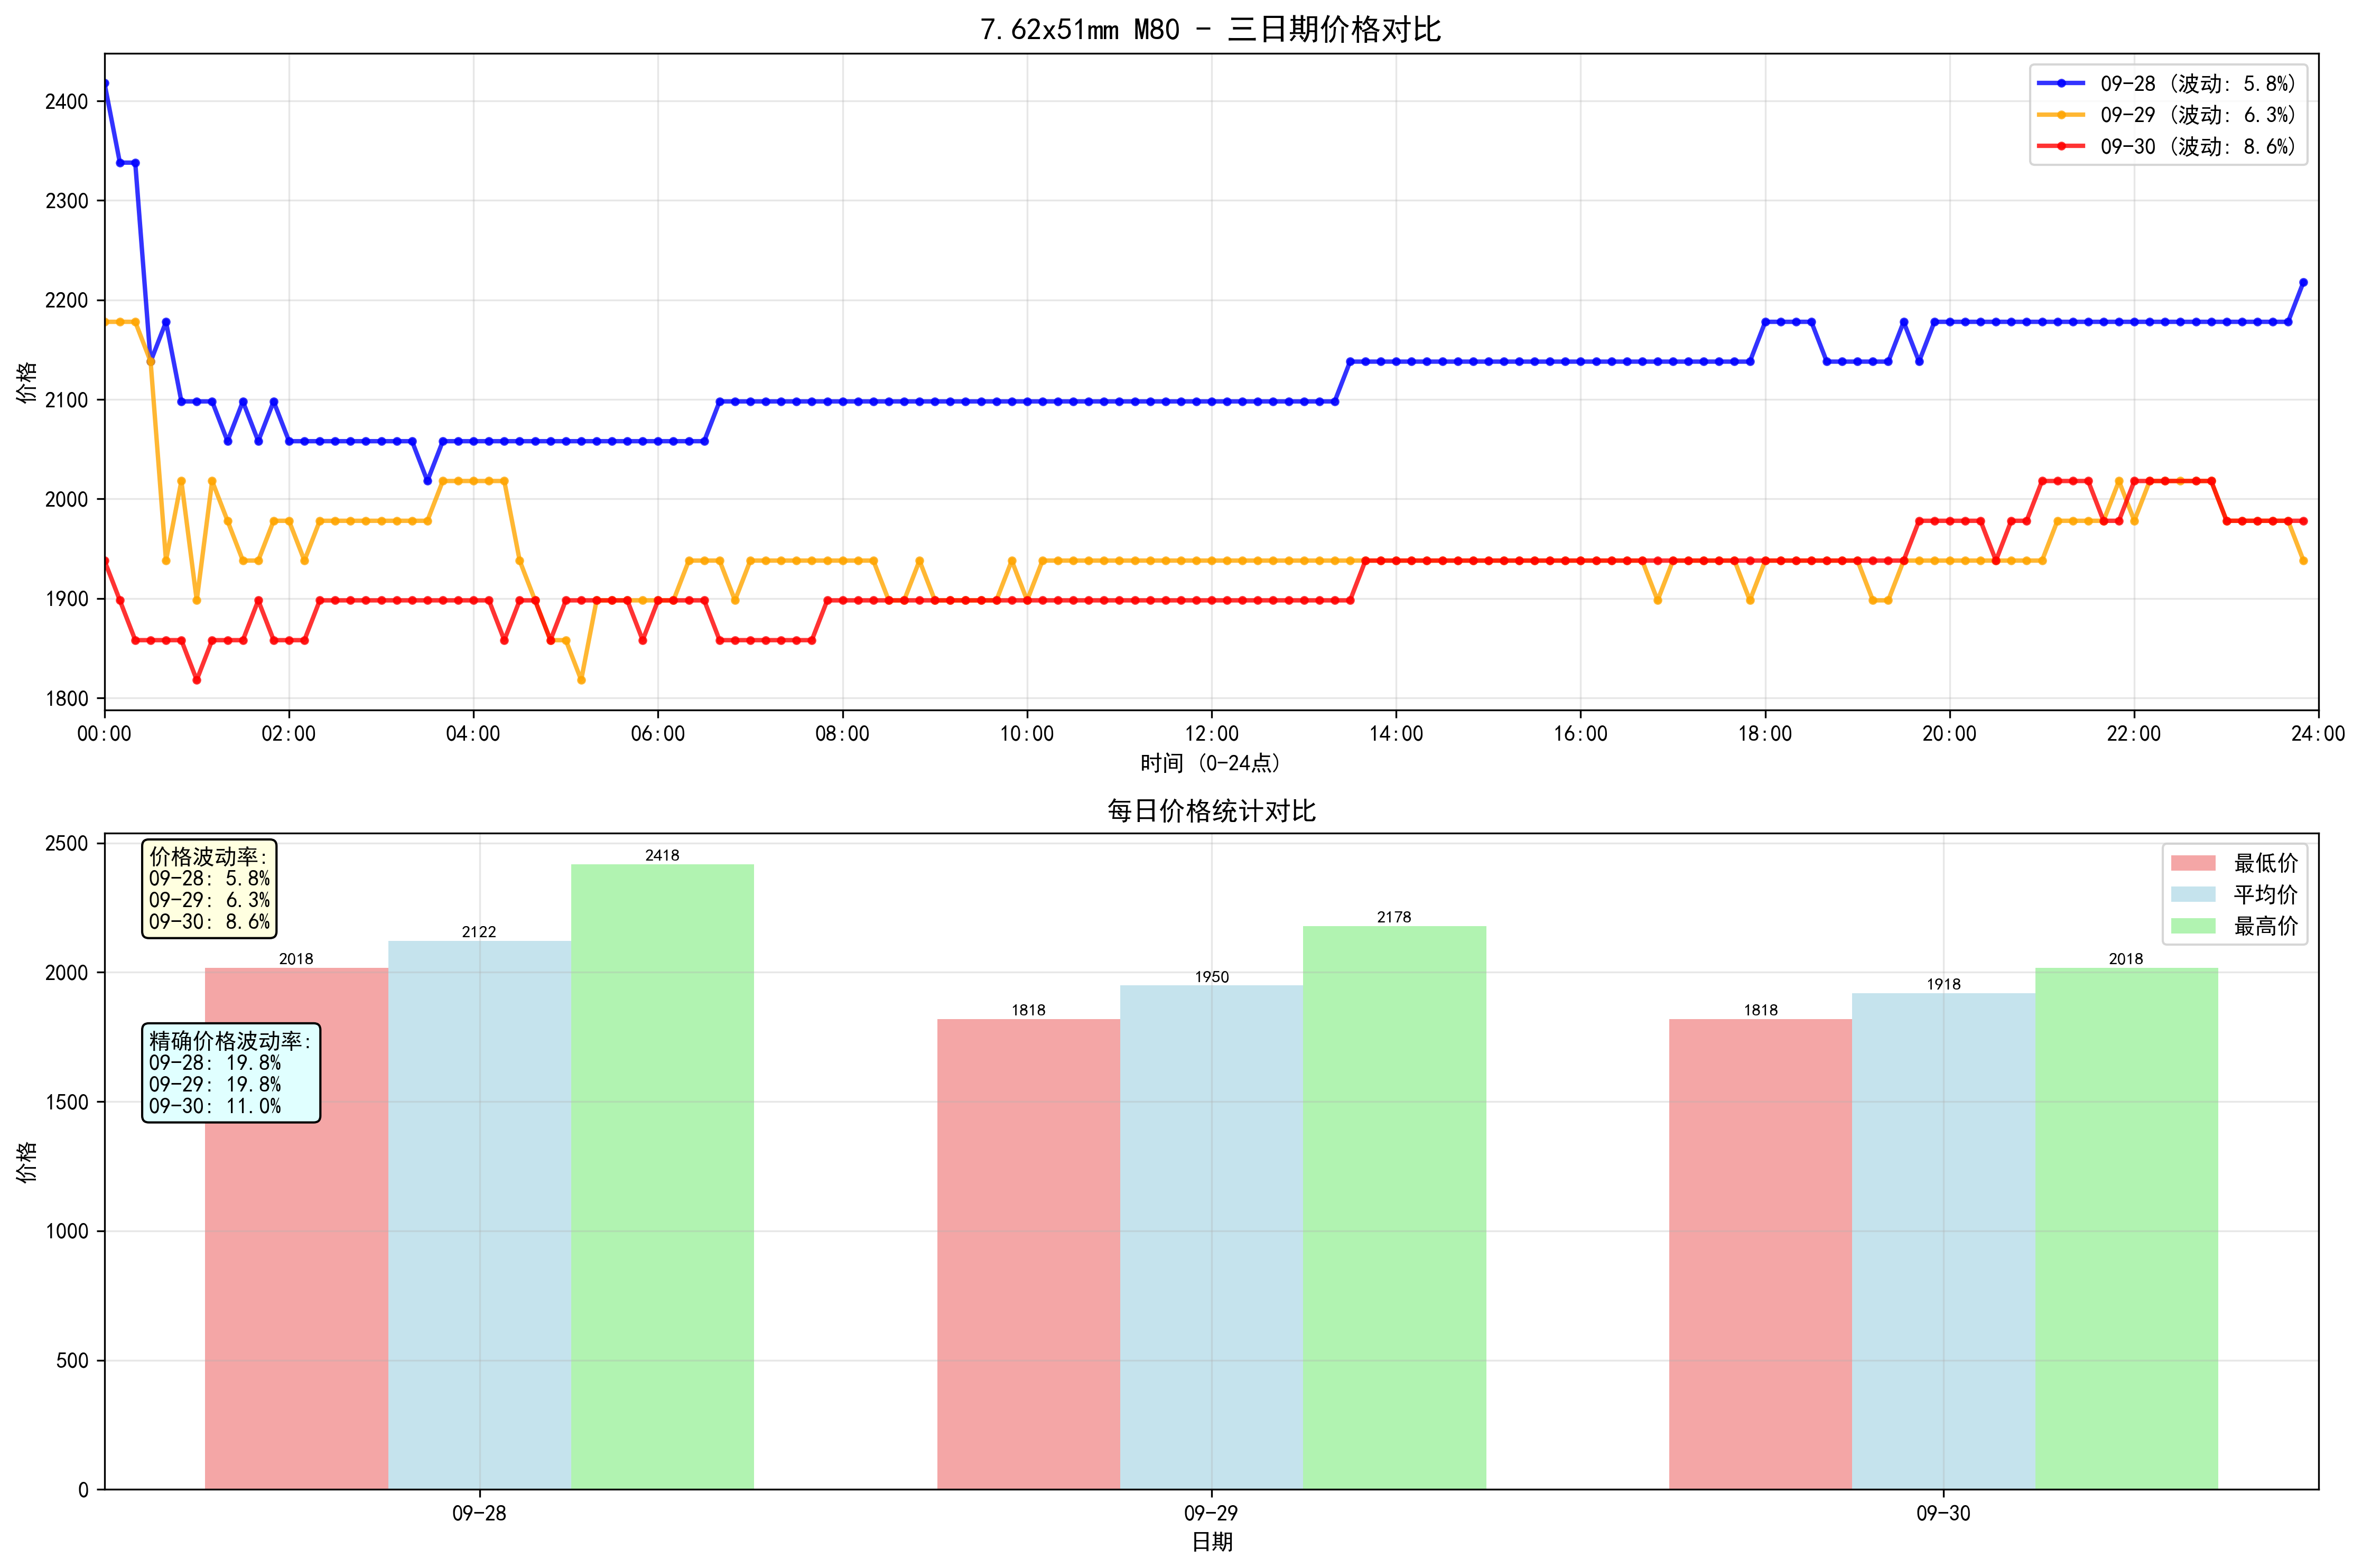 7.62x51mm M80 - 三日期价格对比
09-28 (波动: 5.8%)
09-29 (波动: 6.3%)
09-30 (波动: 8.6%)
价格
2400
2300
2200
2100
2000
1900
1800
00:00 02:00 04:00 06:00 08:00 10:00 12:00 14:00 16:00 18:00 20:00 22:00 24:00
时间 (0-24点)
每日价格统计对比
价格波动率:
09-28: 5.8%
09-29: 6.3%
09-30: 8.6%
精确价格波动率:
09-28: 19.8%
09-29: 19.8%
09-30: 11.0%
最低价
平均价
最高价
2018 2122 2418
1818 1950 2178
1818 1918 2018
价格
2500
2000
1500
1000
500
0
09-28 09-29 09-30
日期